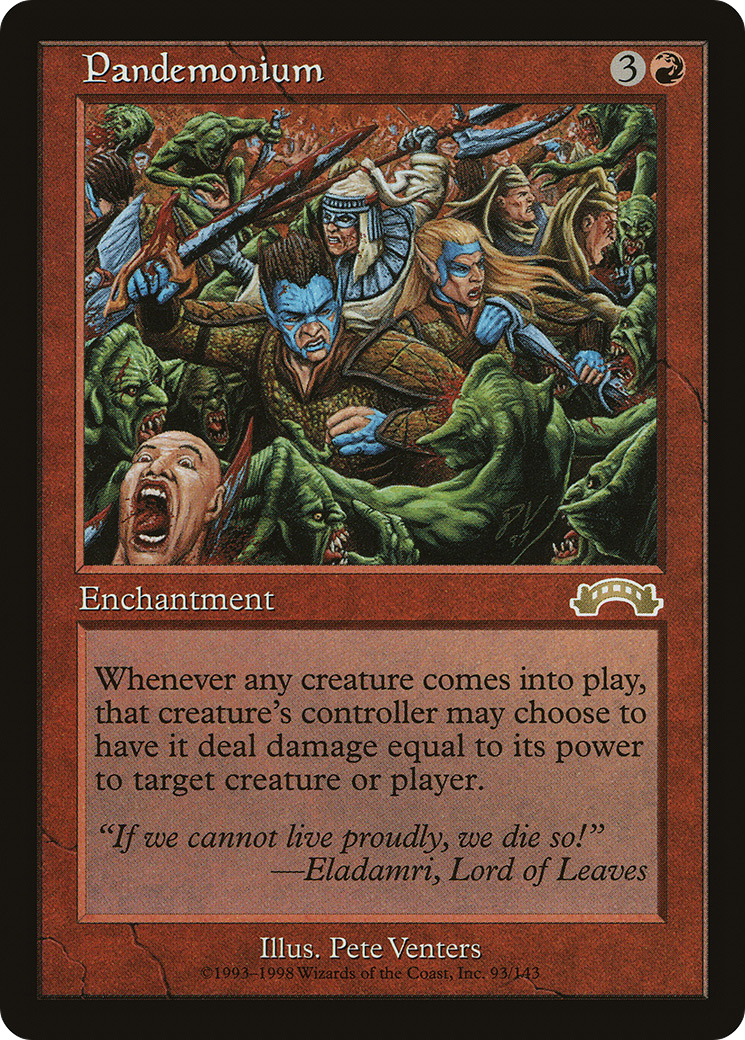 Pandemonium 3
Enchantment
Whenever any creature comes into play,
that creature's controller may choose to
have it deal damage equal to its power
to target creature or player.
“If we cannot live proudly, we die so!”
—Eladamri, Lord of Leaves
Illus. Pete Venters
©1993–1998 Wizards of the Coast, Inc. 93/143